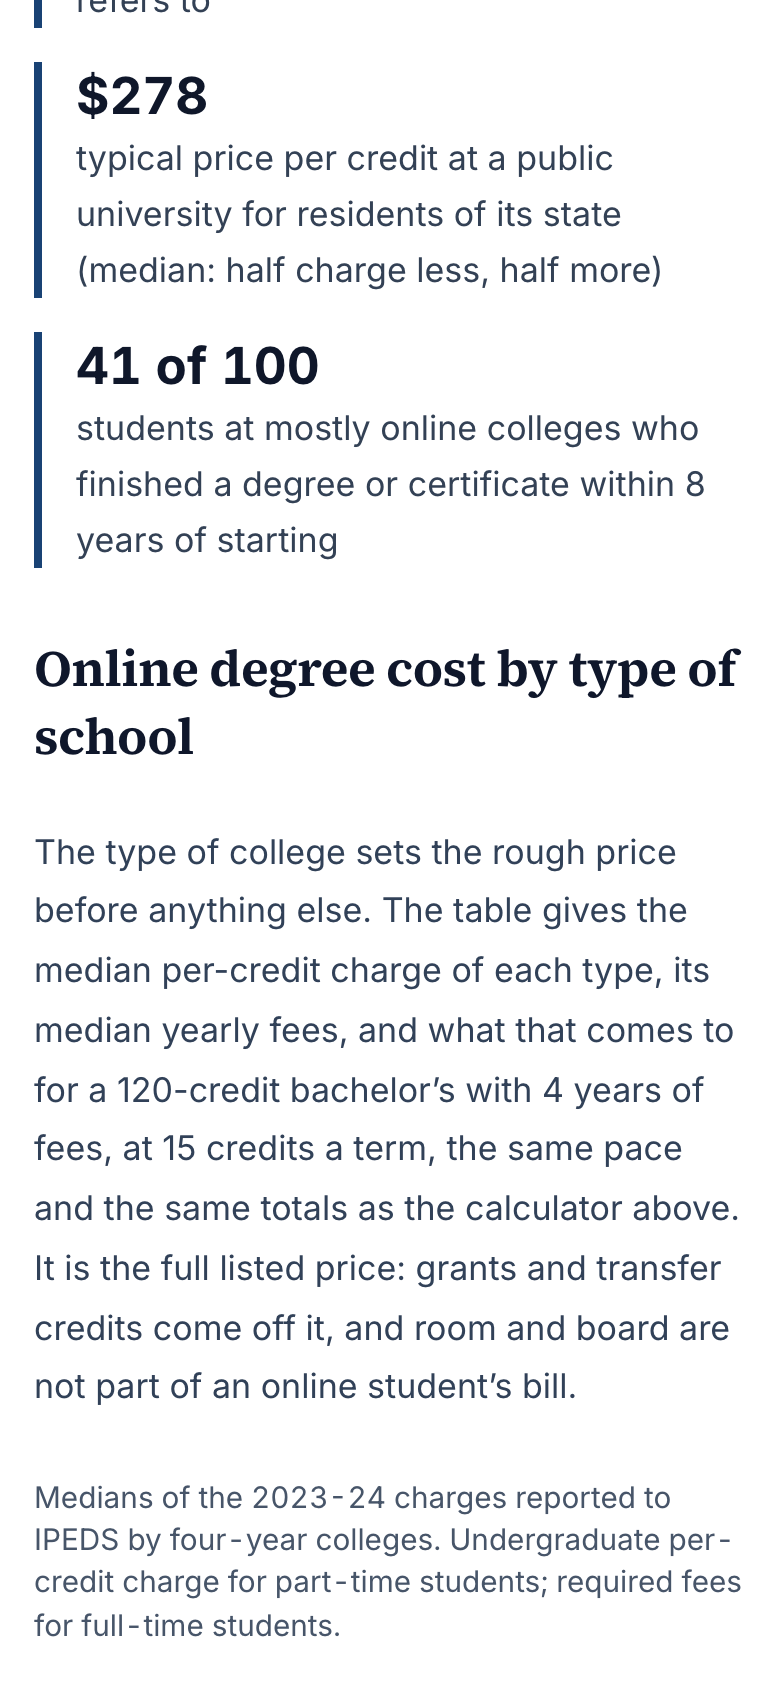 refers to
$278
typical price per credit at a public
university for residents of its state
(median: half charge less, half more)
41 of 100
students at mostly online colleges who
finished a degree or certificate within 8
years of starting
Online degree cost by type of
school
The type of college sets the rough price
before anything else. The table gives the
median per-credit charge of each type, its
median yearly fees, and what that comes to
for a 120-credit bachelor’s with 4 years of
fees, at 15 credits a term, the same pace
and the same totals as the calculator above.
It is the full listed price: grants and transfer
credits come off it, and room and board are
not part of an online student’s bill.
Medians of the 2023-24 charges reported to
IPEDS by four-year colleges. Undergraduate per-
credit charge for part-time students; required fees
for full-time students.